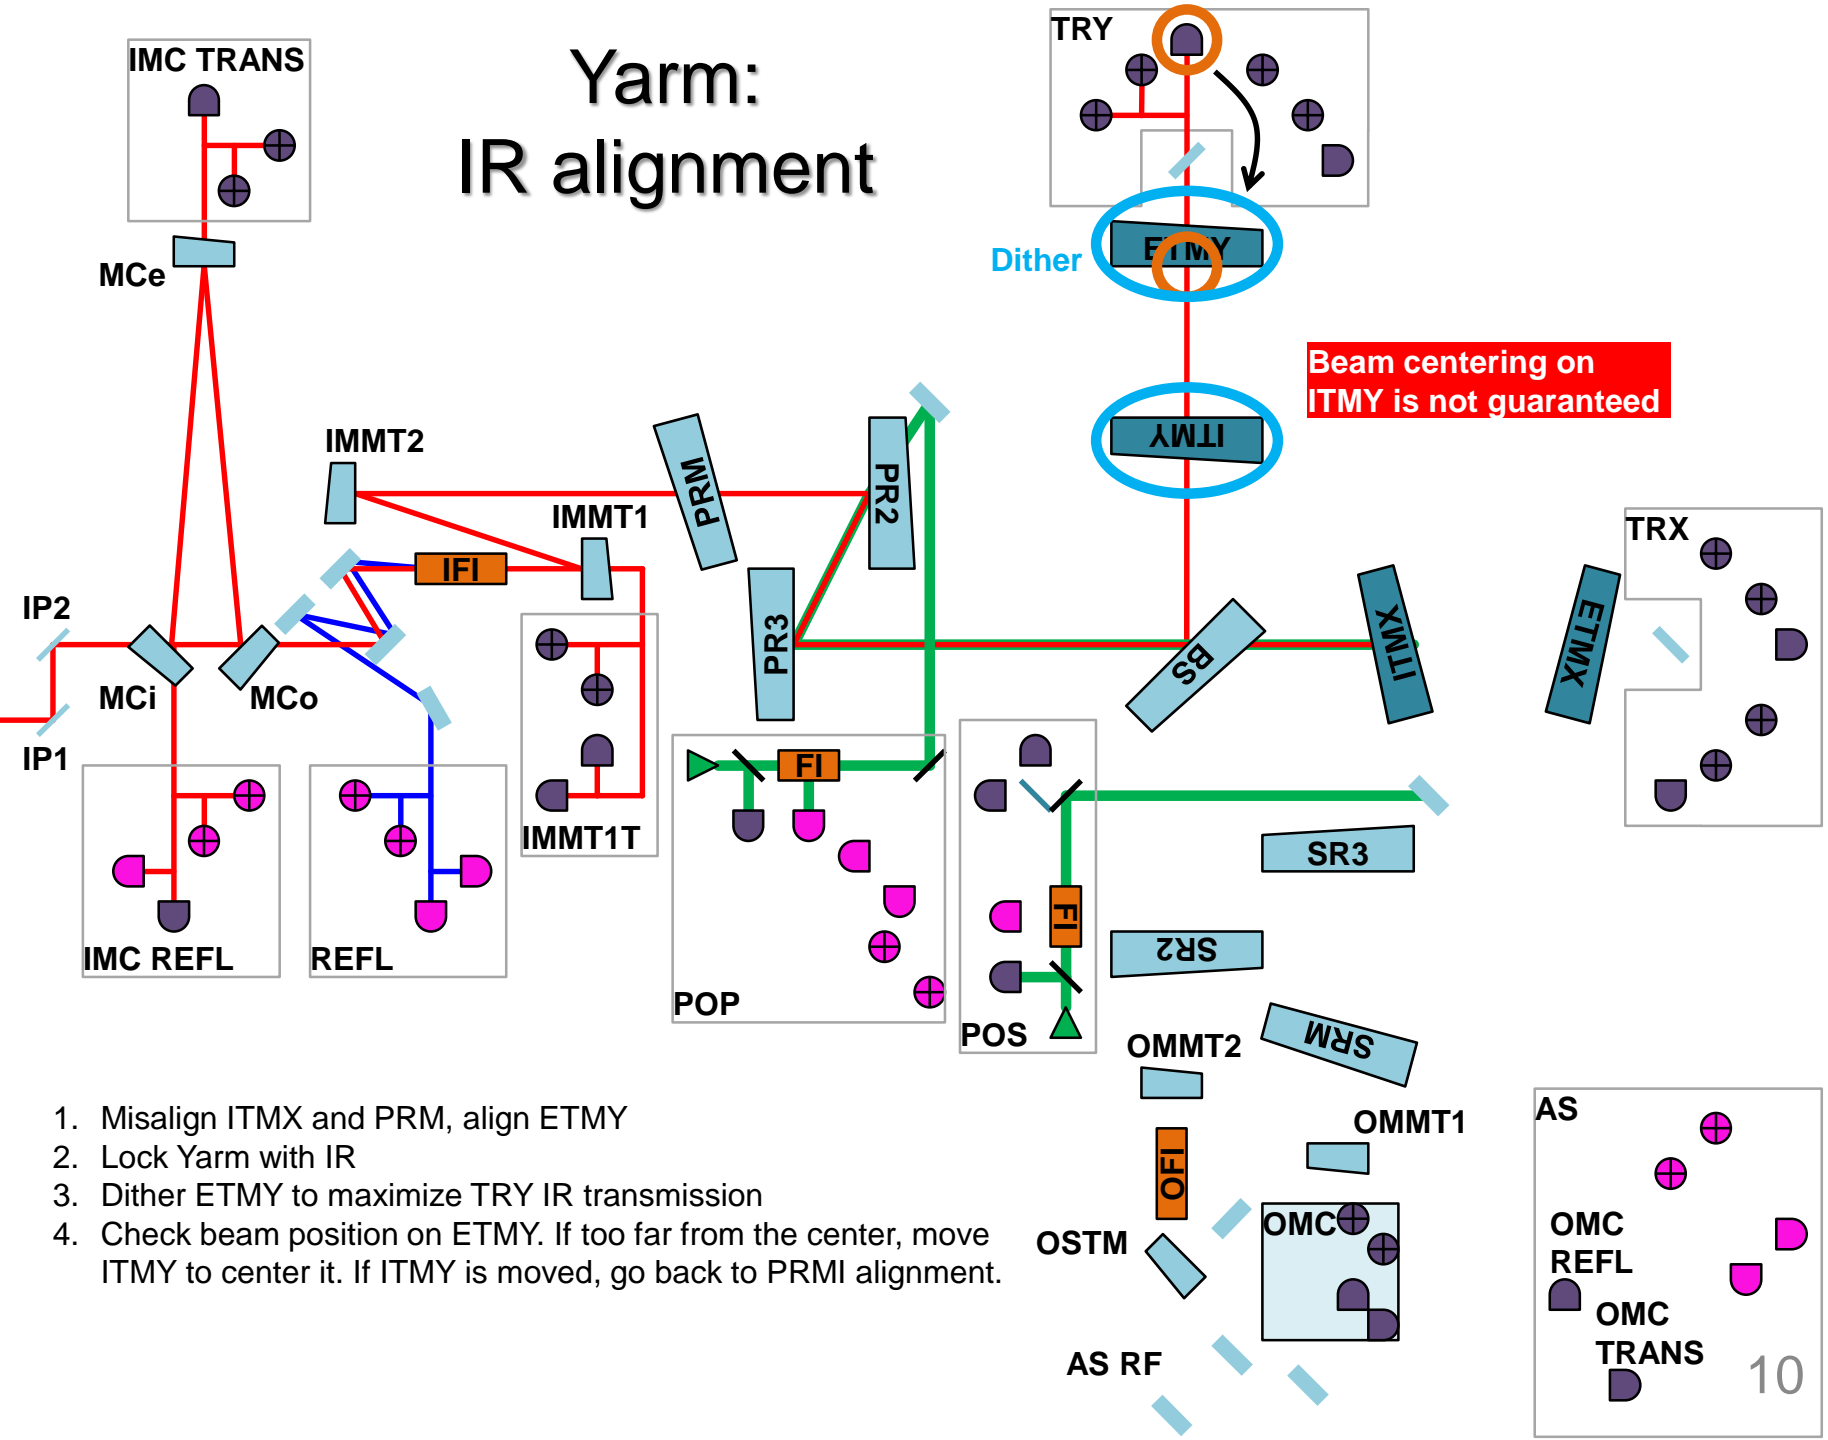 Yarm:
IR alignment
IMC TRANS
TRY
MCe
ETMY
Dither
Beam centering on
ITMY is not guaranteed
IMMT2
ITMY
PRM
PR2
IMMT1
TRX
IFI
IP2
PR3
BS
ITMX
ETMX
MCi
MCo
IP1
FI
IMMT1T
SR3
FI
IMC REFL
REFL
SR2
POP
POS
SRM
OMMT2
OMMT1
AS
1. Misalign ITMX and PRM, align ETMY
2. Lock Yarm with IR
3. Dither ETMY to maximize TRY IR transmission
4. Check beam position on ETMY. If too far from the center, move
ITMY to center it. If ITMY is moved, go back to PRMI alignment.
OFI
OSTM
OMC
OMC
REFL
OMC
TRANS
AS RF
10